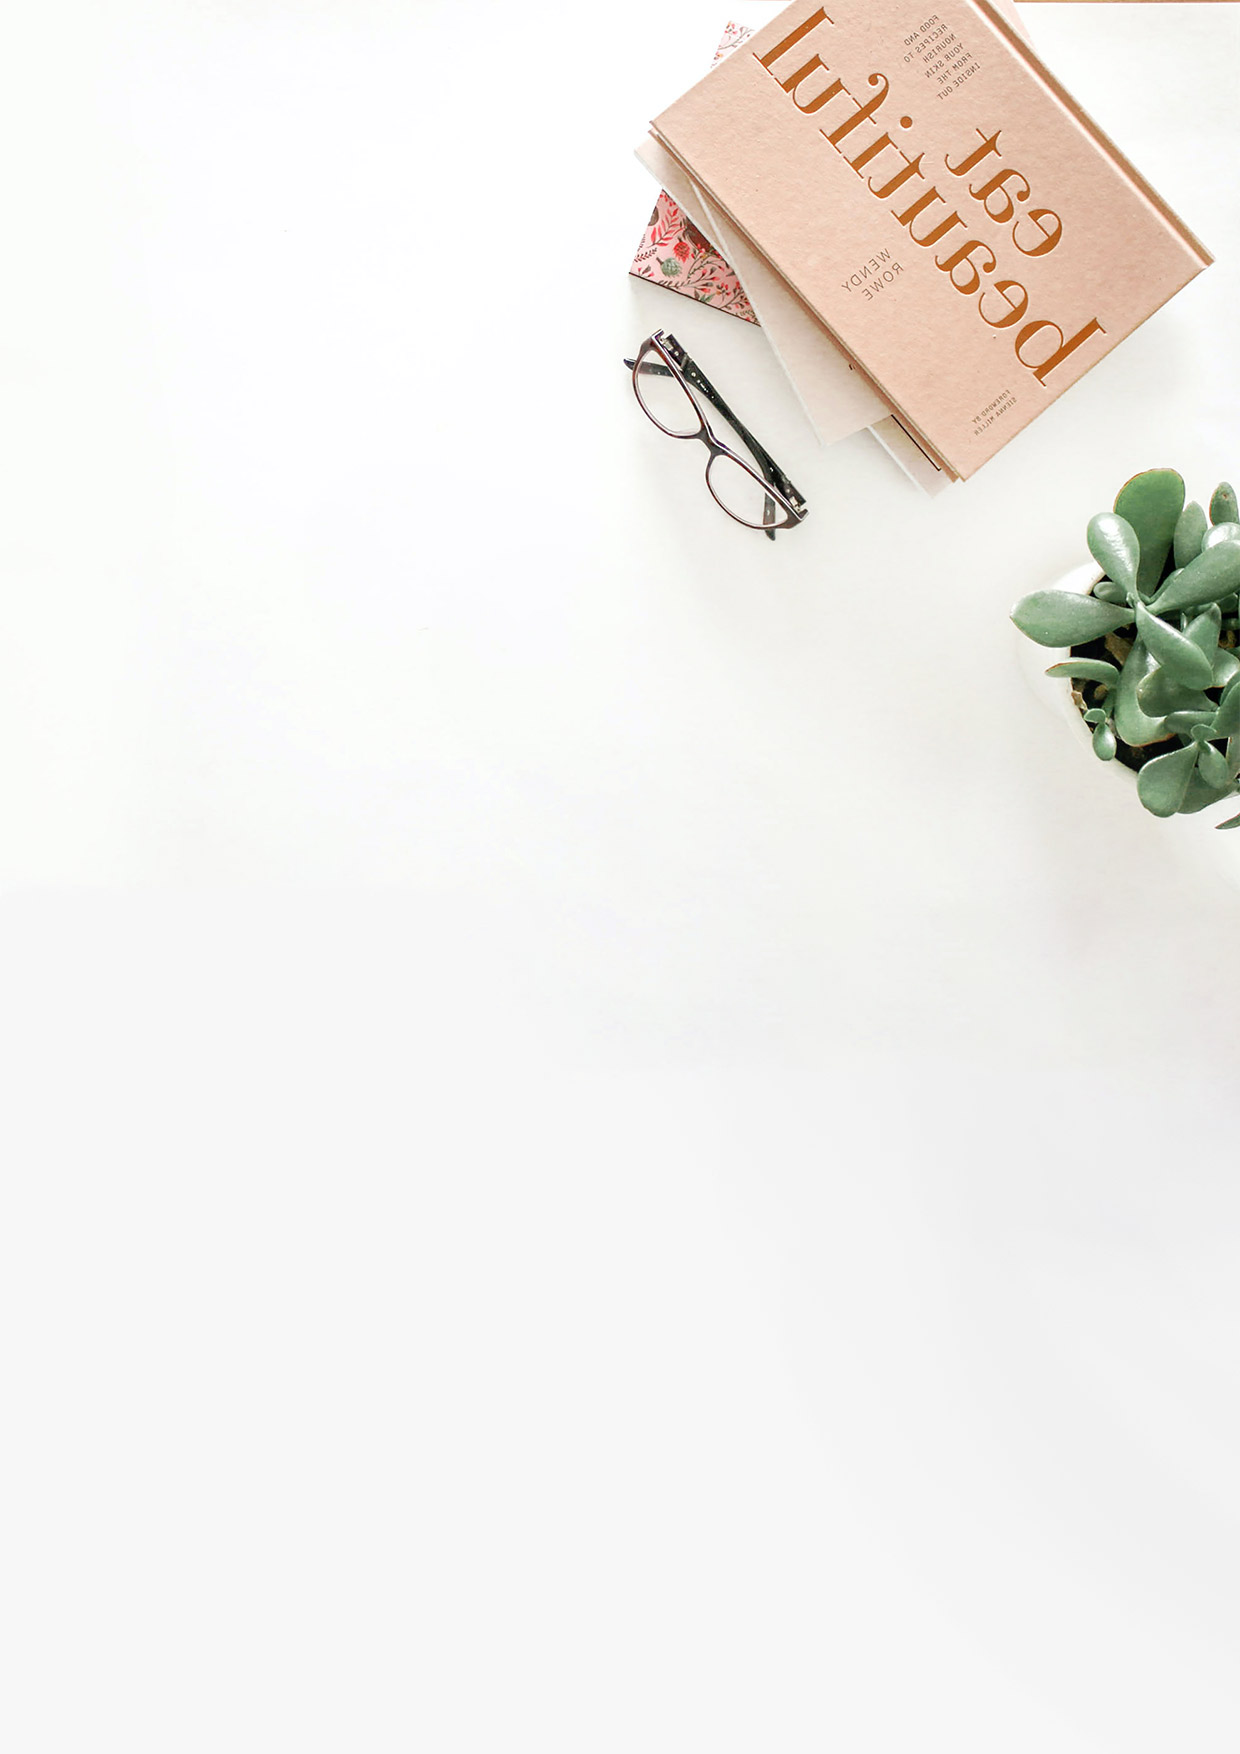 FOOD AND
RECIPES TO
NOURISH
YOUR SKIN
FROM THE
INSIDE OUT
eat
beautiful
WENDY
ROWE
FOREWORD BY
SIENNA MILLER